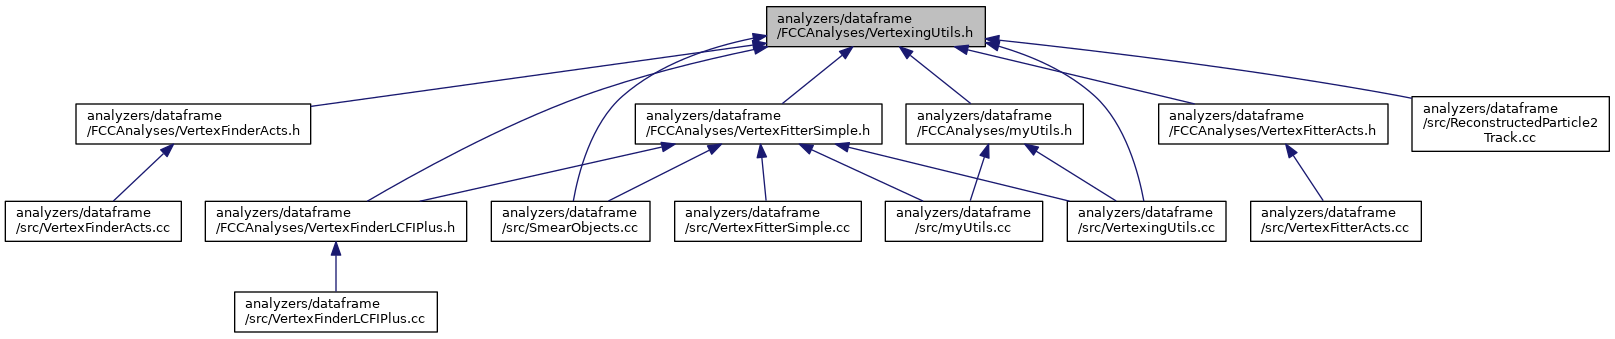 analyzers/dataframe
/FCCAnalyses/VertexingUtils.h
analyzers/dataframe
/FCCAnalyses/VertexFinderActs.h
analyzers/dataframe
/FCCAnalyses/VertexFitterSimple.h
analyzers/dataframe
/FCCAnalyses/myUtils.h
analyzers/dataframe
/FCCAnalyses/VertexFitterActs.h
analyzers/dataframe
/src/ReconstructedParticle2
Track.cc
analyzers/dataframe
/src/VertexFinderActs.cc
analyzers/dataframe
/FCCAnalyses/VertexFinderLCFIPlus.h
analyzers/dataframe
/src/SmearObjects.cc
analyzers/dataframe
/src/VertexFitterSimple.cc
analyzers/dataframe
/src/myUtils.cc
analyzers/dataframe
/src/VertexingUtils.cc
analyzers/dataframe
/src/VertexFitterActs.cc
analyzers/dataframe
/src/VertexFinderLCFIPlus.cc